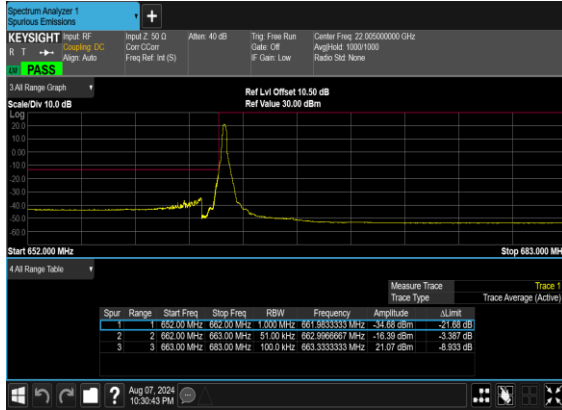 Spectrum Analyzer 1
Spurious Emissions
KEYSIGHT Input: RF Input Z: 50 Ω Atten: 40 dB Trig: Free Run Center Freq: 22.005000000 GHz
R T Coupling: DC Corr CCorr Gate: Off Avg|Hold: 1000/1000
Align: Auto Freq Ref: Int (S) IF Gain: Low Radio Std: None
PASS
3 All Range Graph Ref Lvl Offset 10.50 dB
Scale/Div 10.0 dB Ref Value 30.00 dBm
Log
20.0
10.0
0.00
-10.0
-20.0
-30.0
-40.0
-50.0
-60.0
Start 652.000 MHz Stop 683.000 MH
4 All Range Table
Measure Trace Trace 1
Trace Type Trace Average (Active)
Spur Range Start Freq Stop Freq RBW Frequency Amplitude ΔLimit
1 1 652.00 MHz 662.00 MHz 1.000 MHz 661.9833333 MHz -34.68 dBm -21.68 dB
2 2 662.00 MHz 663.00 MHz 51.00 kHz 662.9966667 MHz -16.39 dBm -3.387 dB
3 3 663.00 MHz 683.00 MHz 100.0 kHz 663.3333333 MHz 21.07 dBm -8.933 dB
? Aug 07, 2024
10:30:43 PM